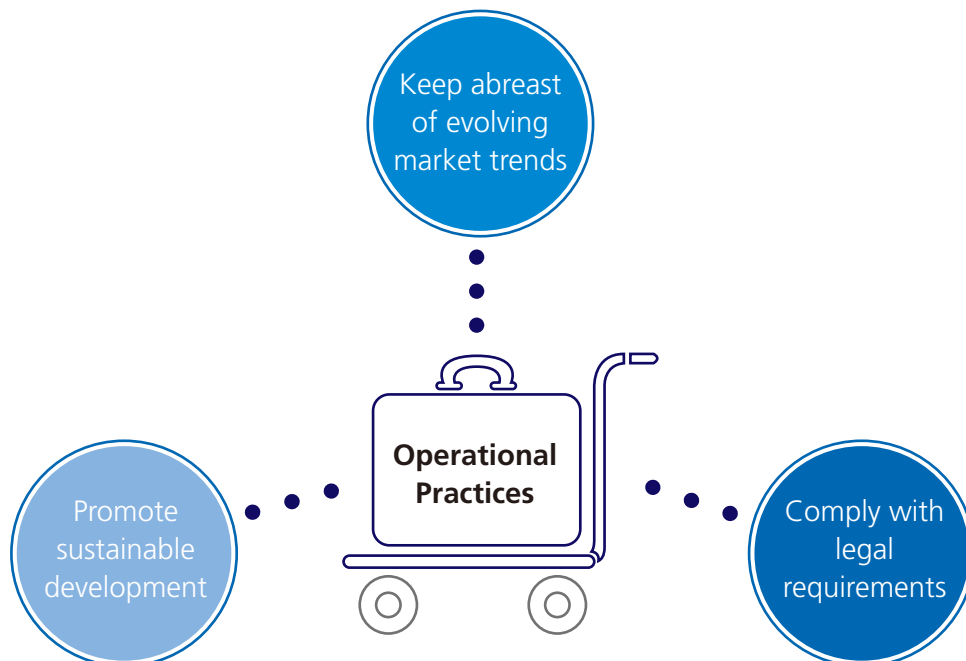 Keep abreast
of evolving
market trends
Operational
Practices
Promote
sustainable
development
Comply with
legal
requirements